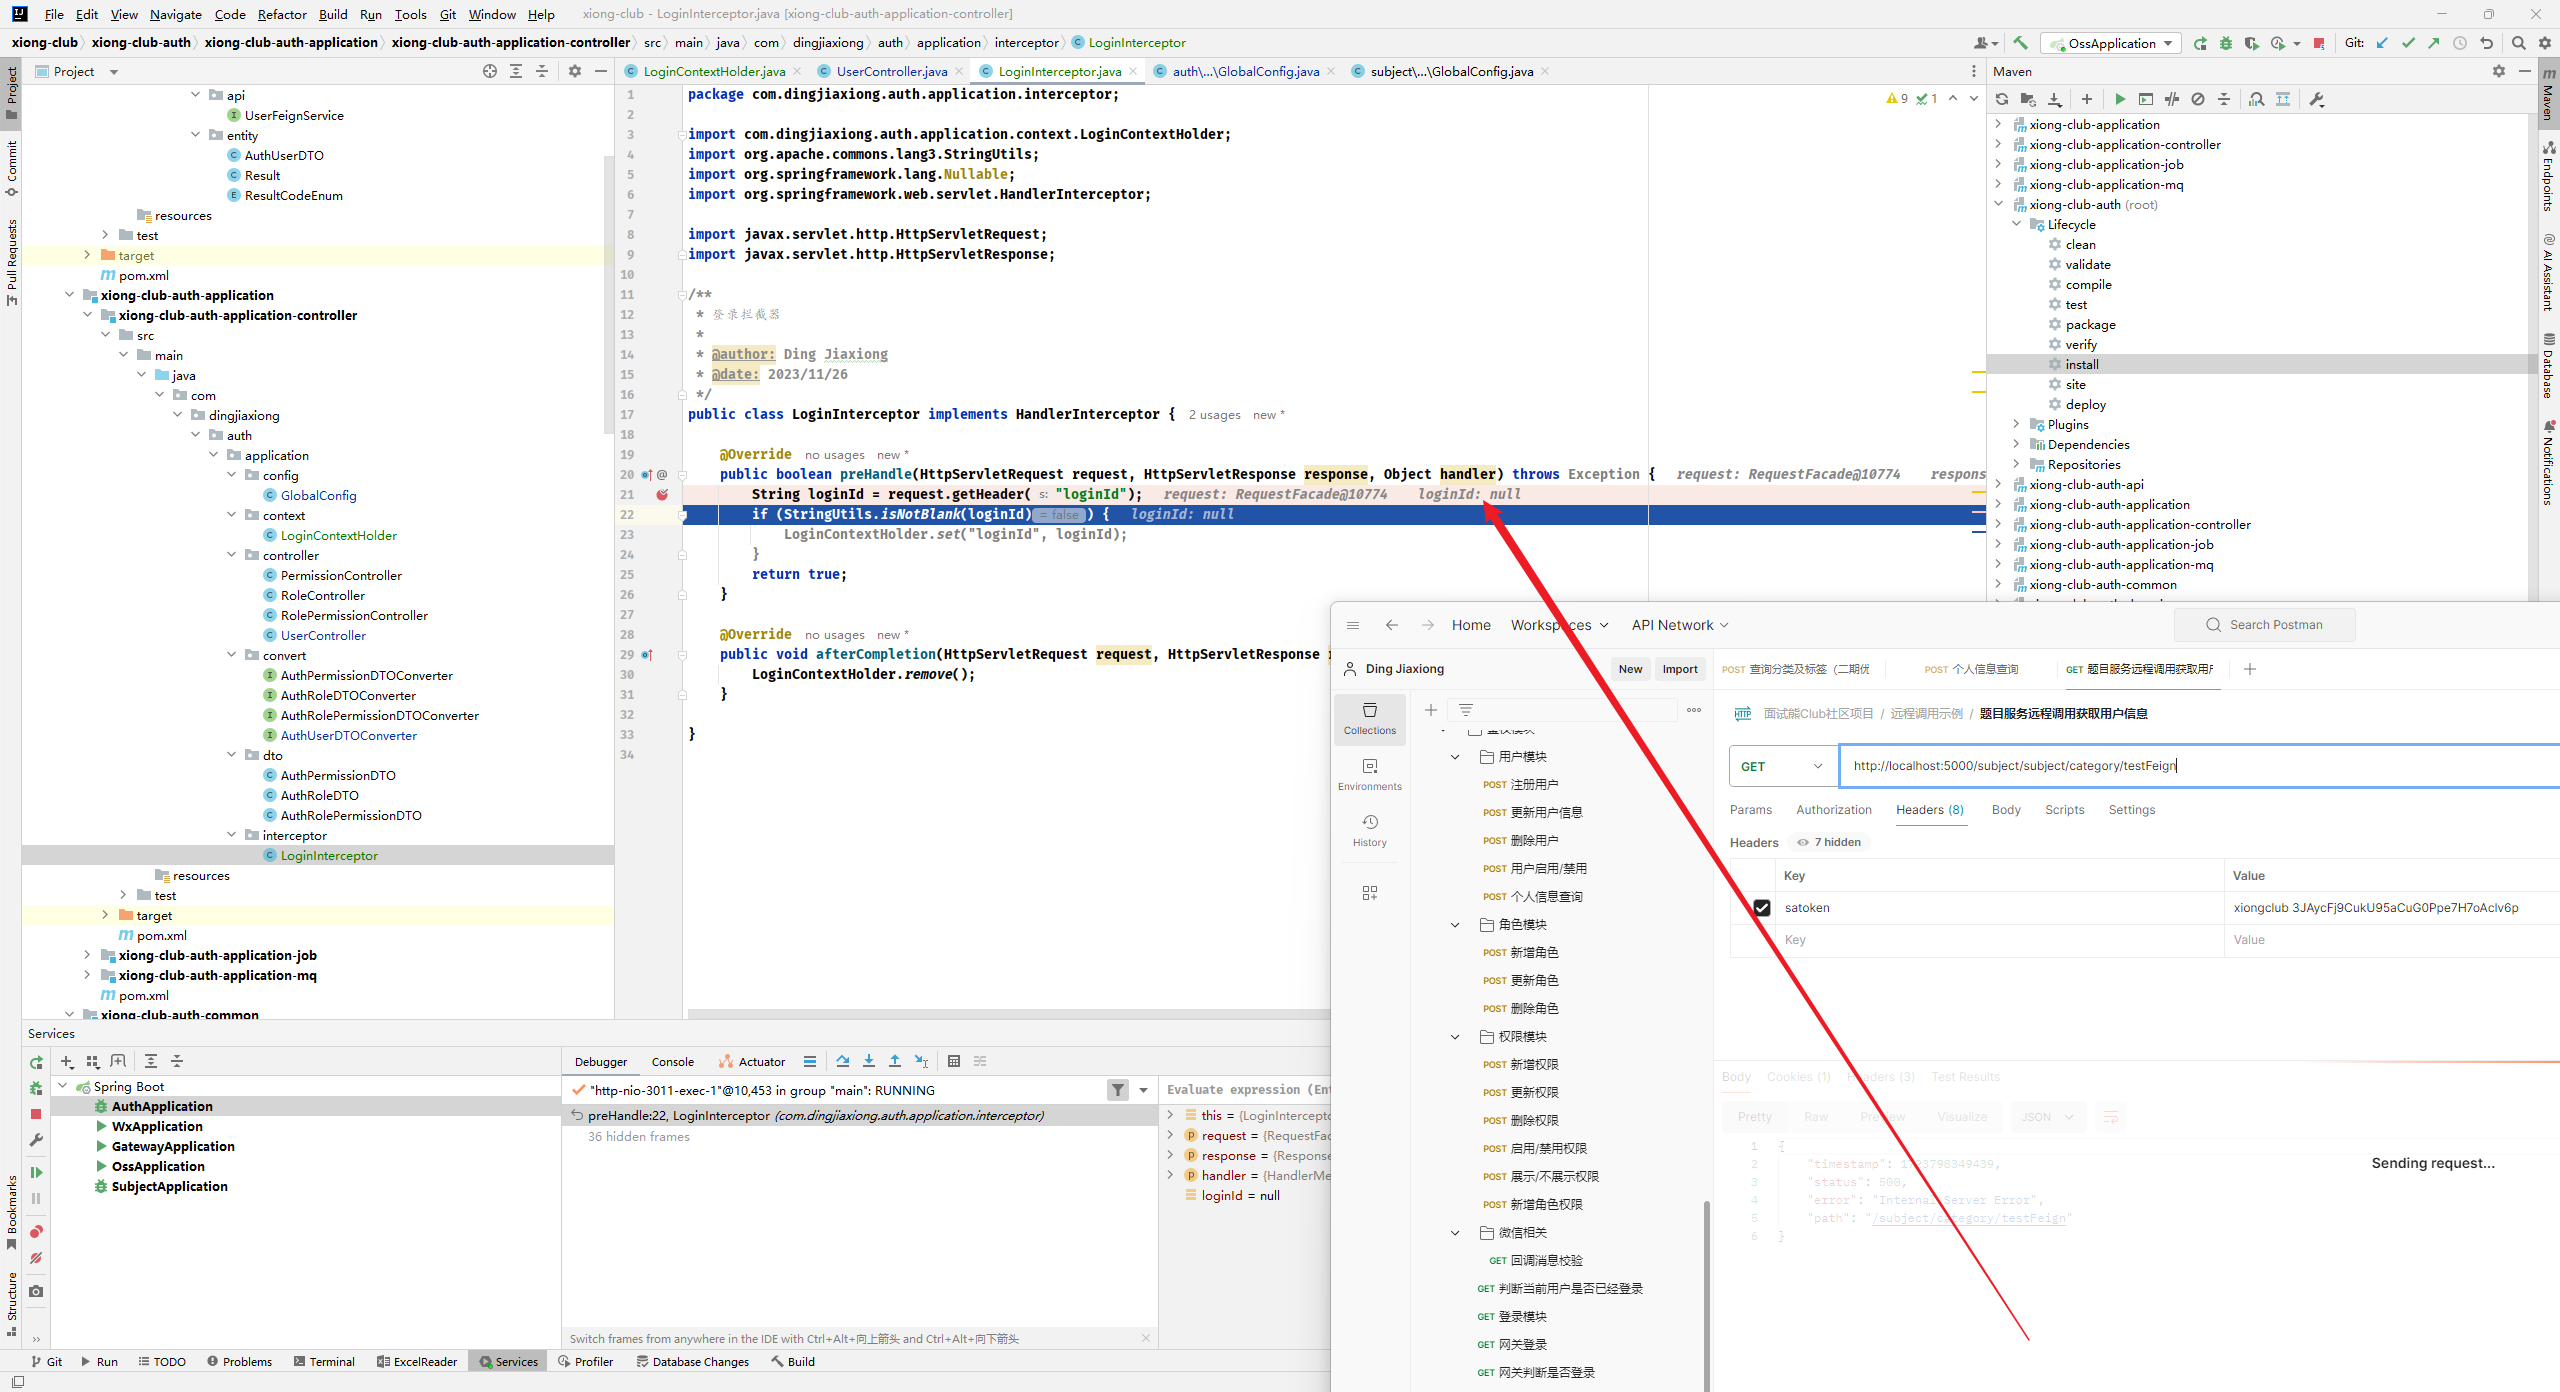 File Edit View Navigate Code Refactor Build Run Tools Git Window Help xiong-club - LoginInterceptor.java [xiong-club-auth-application-controller]
xiong-club xiong-club-auth xiong-club-auth-application xiong-club-auth-application-controller src main java com dingjiaxiong auth application interceptor LoginInterceptor
OssApplication Git:
Project
LoginContextHolder.java UserController.java LoginInterceptor.java auth\...\GlobalConfig.java subject\...\GlobalConfig.java
Maven
Project
Commit
Pull Requests
Bookmarks
Structure
api
UserFeignService
entity
AuthUserDTO
Result
ResultCodeEnum
resources
test
target
pom.xml
xiong-club-auth-application
xiong-club-auth-application-controller
src
main
java
com
dingjiaxiong
auth
application
config
GlobalConfig
context
LoginContextHolder
controller
PermissionController
RoleController
RolePermissionController
UserController
convert
AuthPermissionDTOConverter
AuthRoleDTOConverter
AuthRolePermissionDTOConverter
AuthUserDTOConverter
dto
AuthPermissionDTO
AuthRoleDTO
AuthRolePermissionDTO
interceptor
LoginInterceptor
resources
test
target
pom.xml
xiong-club-auth-application-job
xiong-club-auth-application-mq
pom.xml
xiong-club-auth-common
9 1
1 package com.dingjiaxiong.auth.application.interceptor;
2
3 import com.dingjiaxiong.auth.application.context.LoginContextHolder;
4 import org.apache.commons.lang3.StringUtils;
5 import org.springframework.lang.Nullable;
6 import org.springframework.web.servlet.HandlerInterceptor;
7
8 import javax.servlet.http.HttpServletRequest;
9 import javax.servlet.http.HttpServletResponse;
10
11 /**
12 * 登录拦截器
13 *
14 * @author: Ding Jiaxiong
15 * @date: 2023/11/26
16 */
17 public class LoginInterceptor implements HandlerInterceptor { 2 usages new *
18
19 @Override no usages new *
20 public boolean preHandle(HttpServletRequest request, HttpServletResponse response, Object handler) throws Exception { request: RequestFacade@10774 respons
21 String loginId = request.getHeader( s: "loginId"); request: RequestFacade@10774 loginId: null
22 if (StringUtils.isNotBlank(loginId) = false ) { loginId: null
23 LoginContextHolder.set("loginId", loginId);
24 }
25 return true;
26 }
27
28 @Override no usages new *
29 public void afterCompletion(HttpServletRequest request, HttpServletResponse
30 LoginContextHolder.remove();
31 }
32
33 }
34
xiong-club-application
xiong-club-application-controller
xiong-club-application-job
xiong-club-application-mq
xiong-club-auth (root)
Lifecycle
clean
validate
compile
test
package
verify
install
site
deploy
Plugins
Dependencies
Repositories
xiong-club-auth-api
xiong-club-auth-application
xiong-club-auth-application-controller
xiong-club-auth-application-job
xiong-club-auth-application-mq
xiong-club-auth-common
Maven
Endpoints
AI Assistant
Database
Notifications
Home Workspaces API Network Search Postman
Ding Jiaxiong New Import
POST 查询分类及标签（二期优 POST 个人信息查询 GET 题目服务远程调用获取用户
Collections
Environments
History
用户模块
POST 注册用户
POST 更新用户信息
POST 删除用户
POST 用户启用/禁用
POST 个人信息查询
角色模块
POST 新增角色
POST 更新角色
POST 删除角色
权限模块
POST 新增权限
POST 更新权限
POST 删除权限
POST 启用/禁用权限
POST 展示/不展示权限
POST 新增角色权限
微信相关
GET 回调消息校验
GET 判断当前用户是否已经登录
GET 登录模块
GET 网关登录
GET 网关判断是否登录
HTTP 面试熊Club社区项目 / 远程调用示例 / 题目服务远程调用获取用户信息
GET http://localhost:5000/subject/subject/category/testFeign
Params Authorization Headers (8) Body Scripts Settings
Headers 7 hidden
Key Value
satoken xiongclub 3JAycFj9CukU95aCuG0Ppe7H7oAclv6p
Key Value
Body Cookies (1) Headers (3) Test Results
Pretty Raw Preview Visualize JSON
1 {
2 "timestamp": 1723798349439,
3 "status": 500,
4 "error": "Internal Server Error",
5 "path": "/subject/category/testFeign"
6 }
Sending request...
Services
Spring Boot
AuthApplication
WxApplication
GatewayApplication
OssApplication
SubjectApplication
Debugger Console Actuator
"http-nio-3011-exec-1"@10,453 in group "main": RUNNING
preHandle:22, LoginInterceptor (com.dingjiaxiong.auth.application.interceptor)
36 hidden frames
Evaluate expression (Ent
this = {LoginIntercepto
request = {RequestFac
response = {Response
handler = {HandlerMe
loginId = null
Switch frames from anywhere in the IDE with Ctrl+Alt+向上箭头 and Ctrl+Alt+向下箭头
Git Run TODO Problems Terminal ExcelReader Services Profiler Database Changes Build